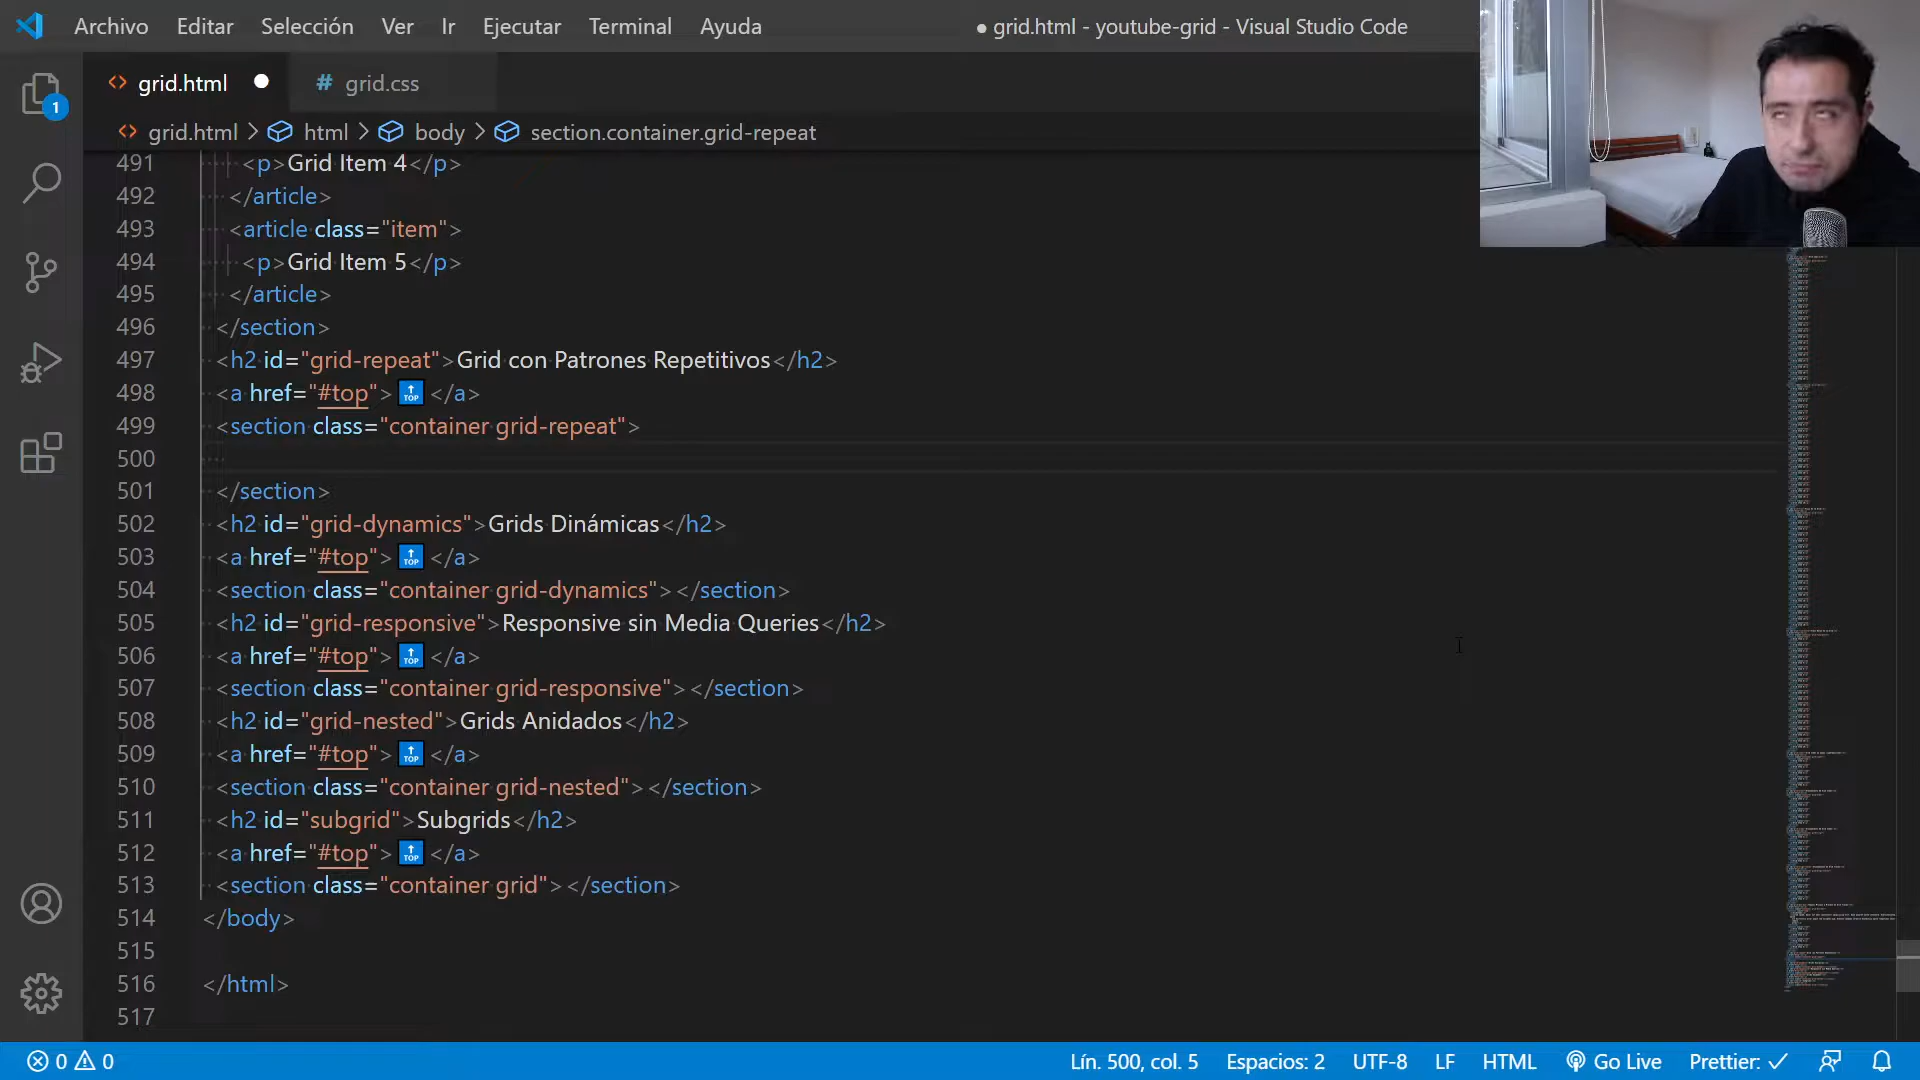 Archivo Editar Selección Ver Ir Ejecutar Terminal Ayuda ● grid.html - youtube-grid - Visual Studio Code
1
<> grid.html ● # grid.css
<> grid.html > html > body > section.container.grid-repeat
491 <p>Grid Item 4</p>
492 </article>
493 <article class="item">
494 <p>Grid Item 5</p>
495 </article>
496 </section>
497 <h2 id="grid-repeat">Grid con Patrones Repetitivos</h2>
498 <a href="#top">🔝</a>
499 <section class="container grid-repeat">
500
501 </section>
502 <h2 id="grid-dynamics">Grids Dinámicas</h2>
503 <a href="#top">🔝</a>
504 <section class="container grid-dynamics"></section>
505 <h2 id="grid-responsive">Responsive sin Media Queries</h2>
506 <a href="#top">🔝</a>
507 <section class="container grid-responsive"></section>
508 <h2 id="grid-nested">Grids Anidados</h2>
509 <a href="#top">🔝</a>
510 <section class="container grid-nested"></section>
511 <h2 id="subgrid">Subgrids</h2>
512 <a href="#top">🔝</a>
513 <section class="container grid"></section>
514 </body>
515
516 </html>
517
0 0 Lín. 500, col. 5 Espacios: 2 UTF-8 LF HTML Go Live Prettier: ✓